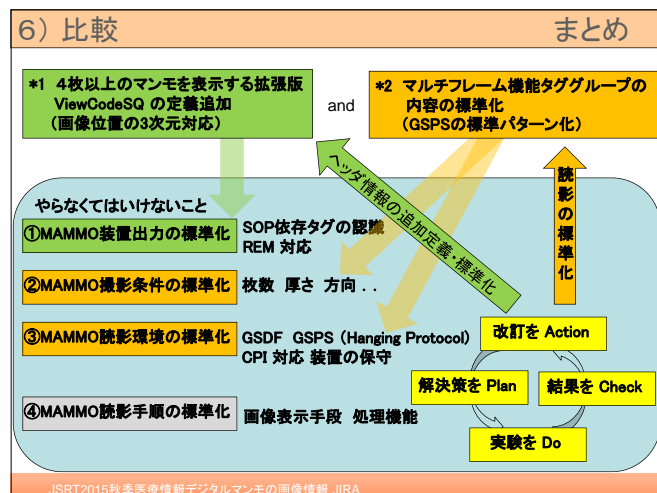 6）比較
まとめ
*1 4枚以上のマンモを表示する拡張版
ViewCodeSQ の定義追加
（画像位置の3次元対応）
and
*2 マルチフレーム機能タググループの
内容の標準化
（GSPSの標準パターン化）
ヘッダ情報の追加定義・標準化
読影の標準化
やらなくてはいけないこと
①MAMMO装置出力の標準化
SOP依存タグの認識
REM 対応
②MAMMO撮影条件の標準化
枚数 厚さ 方向 . .
③MAMMO読影環境の標準化
GSDF GSPS (Hanging Protocol)
CPI 対応 装置の保守
④MAMMO読影手順の標準化
画像表示手段 処理機能
改訂を Action
解決策を Plan
結果を Check
実験を Do
JSRT2015秋季医療情報デジタルマンモの画像情報 JIRA